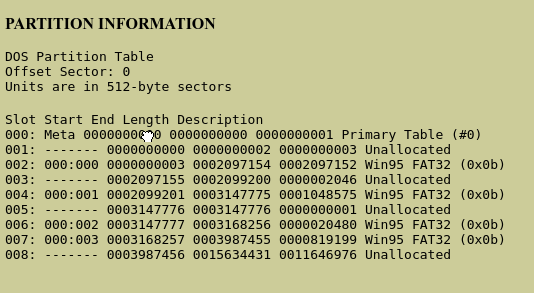 PARTITION INFORMATION
DOS Partition Table
Offset Sector: 0
Units are in 512-byte sectors
Slot Start End Length Description
000: Meta 0000000000 0000000000 0000000001 Primary Table (#0)
001: ------- 0000000000 0000000002 0000000003 Unallocated
002: 000:000 0000000003 0002097154 0002097152 Win95 FAT32 (0x0b)
003: ------- 0002097155 0002099200 0000002046 Unallocated
004: 000:001 0002099201 0003147775 0001048575 Win95 FAT32 (0x0b)
005: ------- 0003147776 0003147776 0000000001 Unallocated
006: 000:002 0003147777 0003168256 0000020480 Win95 FAT32 (0x0b)
007: 000:003 0003168257 0003987455 0000819199 Win95 FAT32 (0x0b)
008: ------- 0003987456 0015634431 0011646976 Unallocated